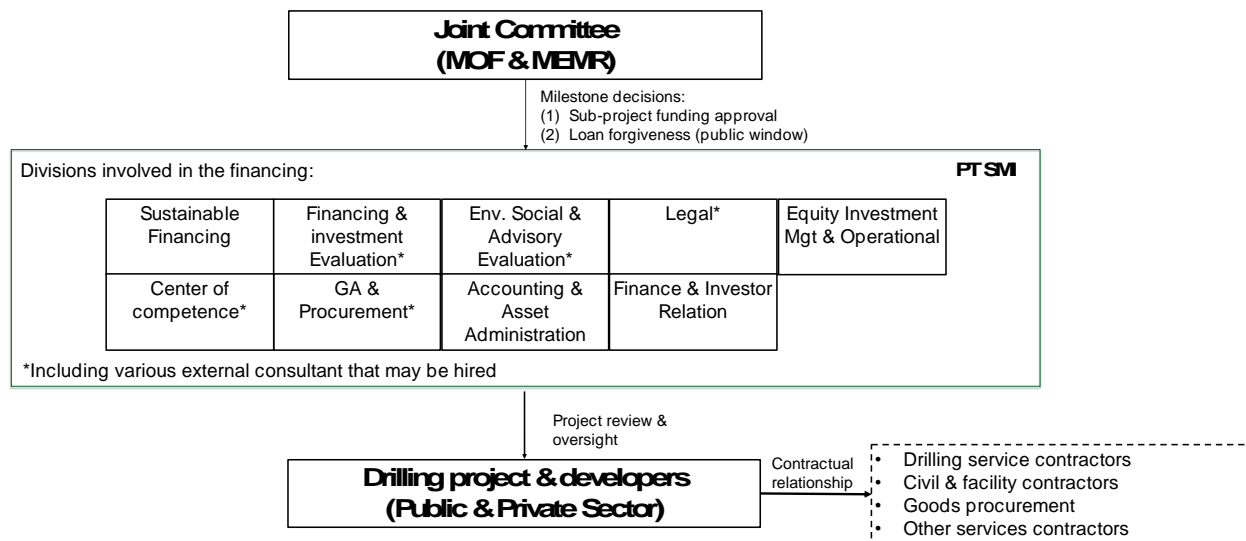 Joint Committee
(MOF & MEMR)
Milestone decisions:
(1) Sub-project funding approval
(2) Loan forgiveness (public window)
Divisions involved in the financing:
PT SMI
Sustainable
Financing
Financing &
investment
Evaluation*
Env. Social &
Advisory
Evaluation*
Legal*
Equity Investment
Mgt & Operational
Center of
competence*
GA &
Procurement*
Accounting &
Asset
Administration
Finance & Investor
Relation
*Including various external consultant that may be hired
Project review &
oversight
Drilling project & developers
(Public & Private Sector)
Contractual
relationship
• Drilling service contractors
• Civil & facility contractors
• Goods procurement
• Other services contractors